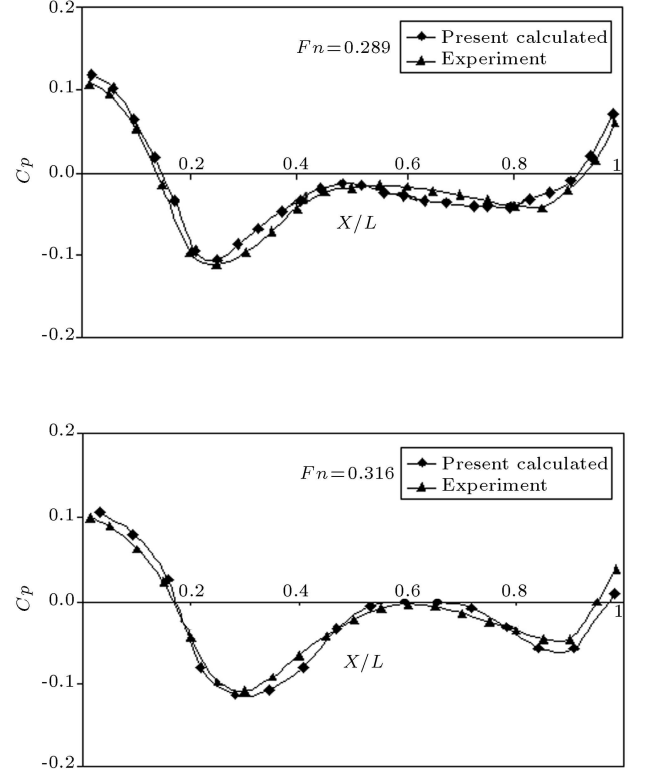 0.2
Fn=0.289
Present calculated
Experiment
0.1
Cp
0.0
0.2
0.4
0.6
0.8
1
X/L
-0.1
-0.2
0.2
Fn=0.316
Present calculated
Experiment
0.1
Cp
0.0
0.2
0.4
0.6
0.8
1
X/L
-0.1
-0.2